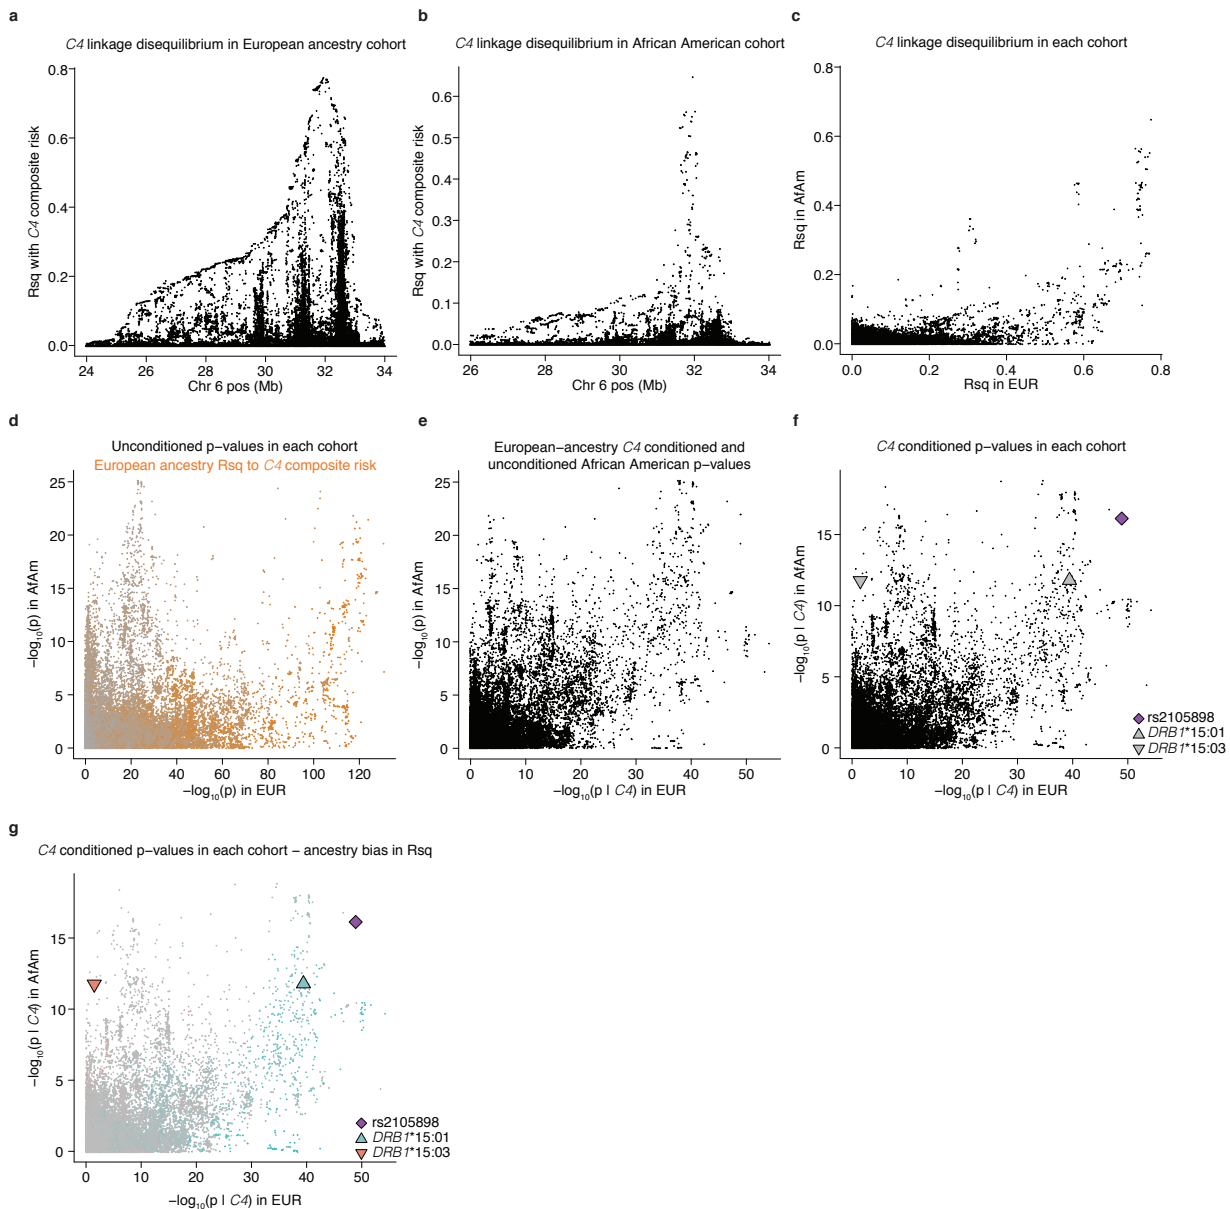 a
C4 linkage disequilibrium in European ancestry cohort
Rsq with C4 composite risk
0.8
0.6
0.4
0.2
0.0
24 26 28 30 32 34
Chr 6 pos (Mb)
b
C4 linkage disequilibrium in African American cohort
Rsq with C4 composite risk
0.6
0.5
0.4
0.3
0.2
0.1
0.0
26 28 30 32 34
Chr 6 pos (Mb)
c
C4 linkage disequilibrium in each cohort
Rsq in AfAm
0.8
0.6
0.4
0.2
0.0
0.0 0.2 0.4 0.6 0.8
Rsq in EUR
d
Unconditioned p−values in each cohort
European ancestry Rsq to C4 composite risk
−log10(p) in AfAm
25
20
15
10
5
0
0 20 40 60 80 100 120
−log10(p) in EUR
e
European−ancestry C4 conditioned and
unconditioned African American p−values
−log10(p) in AfAm
25
20
15
10
5
0
0 10 20 30 40 50
−log10(p | C4) in EUR
f
C4 conditioned p−values in each cohort
−log10(p | C4) in AfAm
15
10
5
0
rs2105898
DRB1*15:01
DRB1*15:03
0 10 20 30 40 50
−log10(p | C4) in EUR
g
C4 conditioned p−values in each cohort − ancestry bias in Rsq
−log10(p | C4) in AfAm
15
10
5
0
rs2105898
DRB1*15:01
DRB1*15:03
0 10 20 30 40 50
−log10(p | C4) in EUR